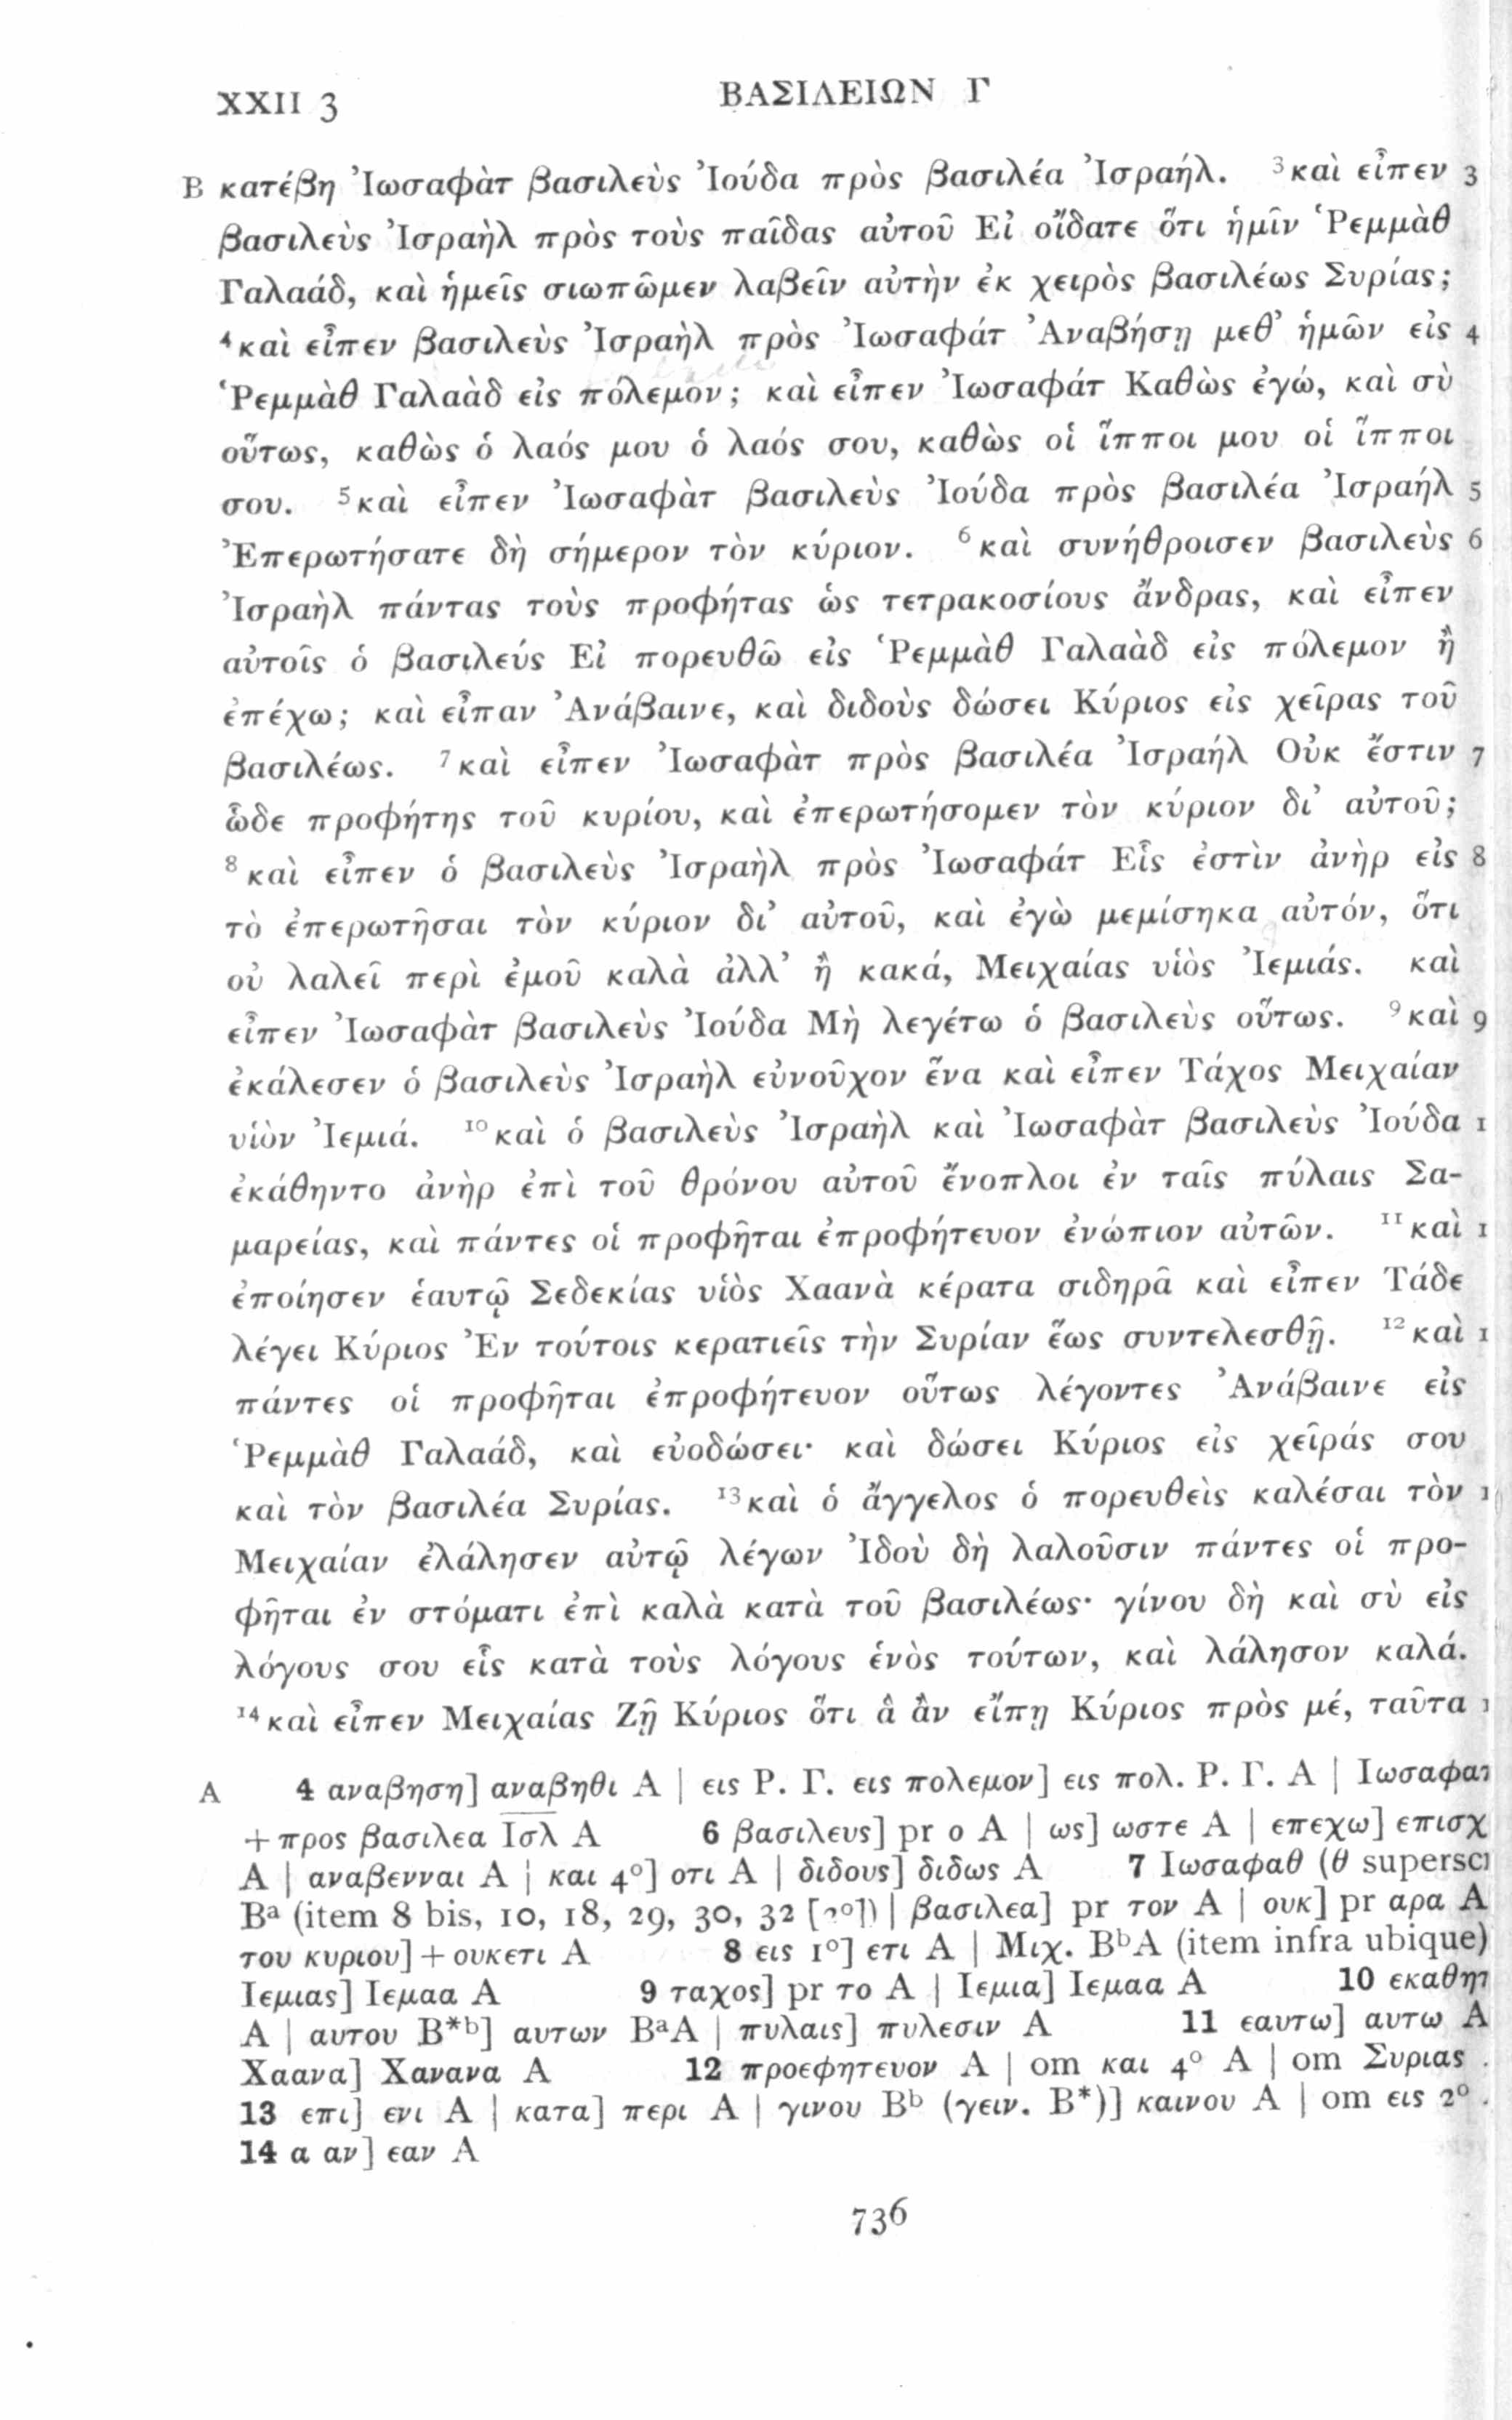 XXII 3 ΒΑΣΙΛΕΙΩΝ Γ
B κατέβη Ἰωσαφὰτ βασιλεὺς Ἰούδα πρὸς βασιλέα Ἰσραήλ. ³καὶ εἶπεν 3
βασιλεὺς Ἰσραὴλ πρὸς τοὺς παῖδας αὐτοῦ Εἰ οἴδατε ὅτι ἡμῖν Ῥεμμὰθ
Γαλαάδ, καὶ ἡμεῖς σιωπῶμεν λαβεῖν αὐτὴν ἐκ χειρὸς βασιλέως Συρίας;
⁴καὶ εἶπεν βασιλεὺς Ἰσραὴλ πρὸς Ἰωσαφάτ Ἀναβήσῃ μεθ’ ἡμῶν εἰς 4
Ῥεμμὰθ Γαλαὰδ εἰς πόλεμον; καὶ εἶπεν Ἰωσαφάτ Καθὼς ἐγώ, καὶ σὺ
οὕτως, καθὼς ὁ λαός μου ὁ λαός σου, καθὼς οἱ ἵπποι μου οἱ ἵπποι
σου. ⁵καὶ εἶπεν Ἰωσαφὰτ βασιλεὺς Ἰούδα πρὸς βασιλέα Ἰσραήλ 5
Ἐπερωτήσατε δὴ σήμερον τὸν κύριον. ⁶καὶ συνήθροισεν βασιλεὺς 6
Ἰσραὴλ πάντας τοὺς προφήτας ὡς τετρακοσίους ἄνδρας, καὶ εἶπεν
αὐτοῖς ὁ βασιλεύς Εἰ πορευθῶ εἰς Ῥεμμὰθ Γαλαὰδ εἰς πόλεμον ἢ
ἐπέχω; καὶ εἶπαν Ἀνάβαινε, καὶ διδοὺς δώσει Κύριος εἰς χεῖρας τοῦ
βασιλέως. ⁷καὶ εἶπεν Ἰωσαφὰτ πρὸς βασιλέα Ἰσραήλ Οὐκ ἔστιν 7
ὧδε προφήτης τοῦ κυρίου, καὶ ἐπερωτήσομεν τὸν κύριον δι’ αὐτοῦ;
⁸καὶ εἶπεν ὁ βασιλεὺς Ἰσραὴλ πρὸς Ἰωσαφάτ Εἷς ἐστὶν ἀνὴρ εἰς 8
τὸ ἐπερωτῆσαι τὸν κύριον δι’ αὐτοῦ, καὶ ἐγὼ μεμίσηκα αὐτόν, ὅτι
οὐ λαλεῖ περὶ ἐμοῦ καλὰ ἀλλ’ ἢ κακά, Μειχαίας υἱὸς Ἰεμιάς. καὶ
εἶπεν Ἰωσαφὰτ βασιλεὺς Ἰούδα Μὴ λεγέτω ὁ βασιλεὺς οὕτως. ⁹καὶ 9
ἐκάλεσεν ὁ βασιλεὺς Ἰσραὴλ εὐνοῦχον ἕνα καὶ εἶπεν Τάχος Μειχαίαν
υἱὸν Ἰεμιά. ¹⁰καὶ ὁ βασιλεὺς Ἰσραὴλ καὶ Ἰωσαφὰτ βασιλεὺς Ἰούδα 1
ἐκάθηντο ἀνὴρ ἐπὶ τοῦ θρόνου αὐτοῦ ἔνοπλοι ἐν ταῖς πύλαις Σα-
μαρείας, καὶ πάντες οἱ προφῆται ἐπροφήτευον ἐνώπιον αὐτῶν. ¹¹καὶ 1
ἐποίησεν ἑαυτῷ Σεδεκίας υἱὸς Χαανὰ κέρατα σιδηρᾶ καὶ εἶπεν Τάδε
λέγει Κύριος Ἐν τούτοις κερατιεῖς τὴν Συρίαν ἕως συντελεσθῇ. ¹²καὶ 1
πάντες οἱ προφῆται ἐπροφήτευον οὕτως λέγοντες Ἀνάβαινε εἰς
Ῥεμμὰθ Γαλαάδ, καὶ εὐοδώσει· καὶ δώσει Κύριος εἰς χεῖράς σου
καὶ τὸν βασιλέα Συρίας. ¹³καὶ ὁ ἄγγελος ὁ πορευθεὶς καλέσαι τὸν 1
Μειχαίαν ἐλάλησεν αὐτῷ λέγων Ἰδοὺ δὴ λαλοῦσιν πάντες οἱ προ-
φῆται ἐν στόματι ἐπὶ καλὰ κατὰ τοῦ βασιλέως· γίνου δὴ καὶ σὺ εἰς
λόγους σου εἷς κατὰ τοὺς λόγους ἑνὸς τούτων, καὶ λάλησον καλά.
¹⁴καὶ εἶπεν Μειχαίας Ζῇ Κύριος ὅτι ἃ ἂν εἴπῃ Κύριος πρὸς μέ, ταῦτα 1
A 4 αναβηση] αναβηθι A | εις Ρ. Γ. εις πολεμον] εις πολ. Ρ. Γ. A | Ιωσαφατ
+ προς βασιλεα Ισλ A 6 βασιλευς] pr ο A | ως] ωστε A | επεχω] επισχ
A | αναβενναι A | και 4°] οτι A | διδους] διδως A 7 Ιωσαφαθ (θ superscr
Bᵃ (item 8 bis, 10, 18, 29, 30, 32 [2°]) | βασιλεα] pr τον A | ουκ] pr αρα A
του κυριου] + ουκετι A 8 εις 1°] ετι A | Μιχ. BᵇA (item infra ubique)
Ιεμιας] Ιεμαα A 9 ταχος] pr το A | Ιεμια] Ιεμαα A 10 εκαθητ
A | αυτου B*ᵇ] αυτων BᵃA | πυλαις] πυλεσιν A 11 εαυτω] αυτω A
Χαανα] Χανανα A 12 προεφητευον A | om και 4° A | om Συριας
13 επι] ενι A | κατα] περι A | γινου Bᵇ (γειν. B*)] καινου A | om εις 2°
14 α αν] εαν A
736